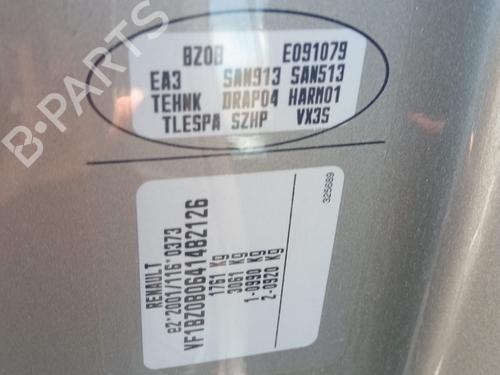 B-PARTS
BZ0B E091079
EA3 SAN913 SAN513
TEHNK DRAP04 HARM01
TLESPA SZHP VX3S
325689
RENAULT
e2*2001/116*0373
VF1BZ0B0641482126
1761 Kg
3061 Kg
1-0990 Kg
2-0920 Kg